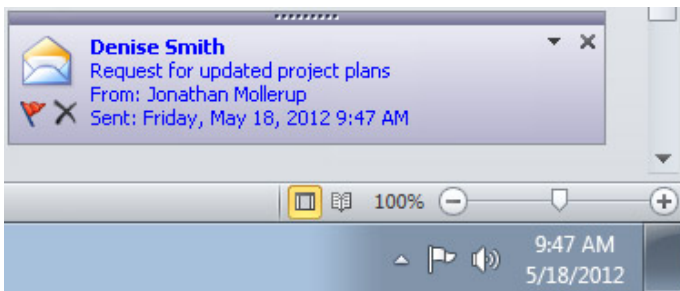 Denise Smith
Request for updated project plans
From: Jonathan Mollerup
Sent: Friday, May 18, 2012 9:47 AM
100%
9:47 AM
5/18/2012